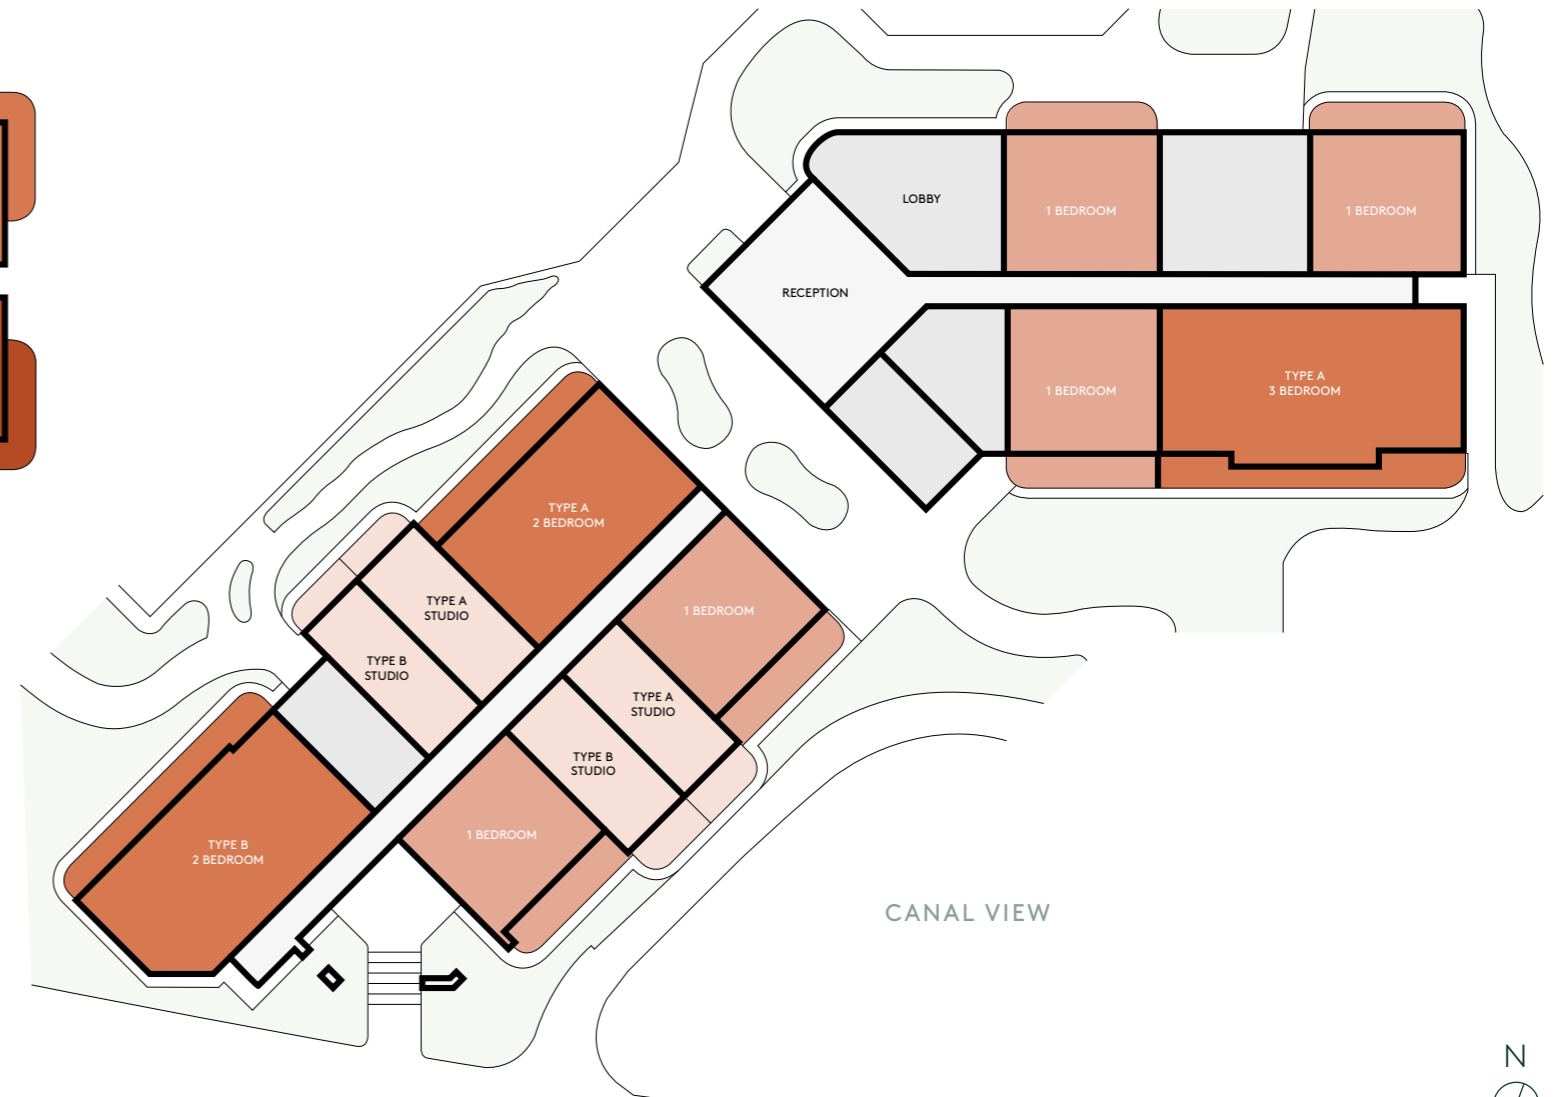 LOBBY
1 BEDROOM
1 BEDROOM
RECEPTION
1 BEDROOM
TYPE A
3 BEDROOM
TYPE A
2 BEDROOM
TYPE A
STUDIO
1 BEDROOM
TYPE B
STUDIO
TYPE A
STUDIO
TYPE B
STUDIO
1 BEDROOM
TYPE B
2 BEDROOM
CANAL VIEW
N